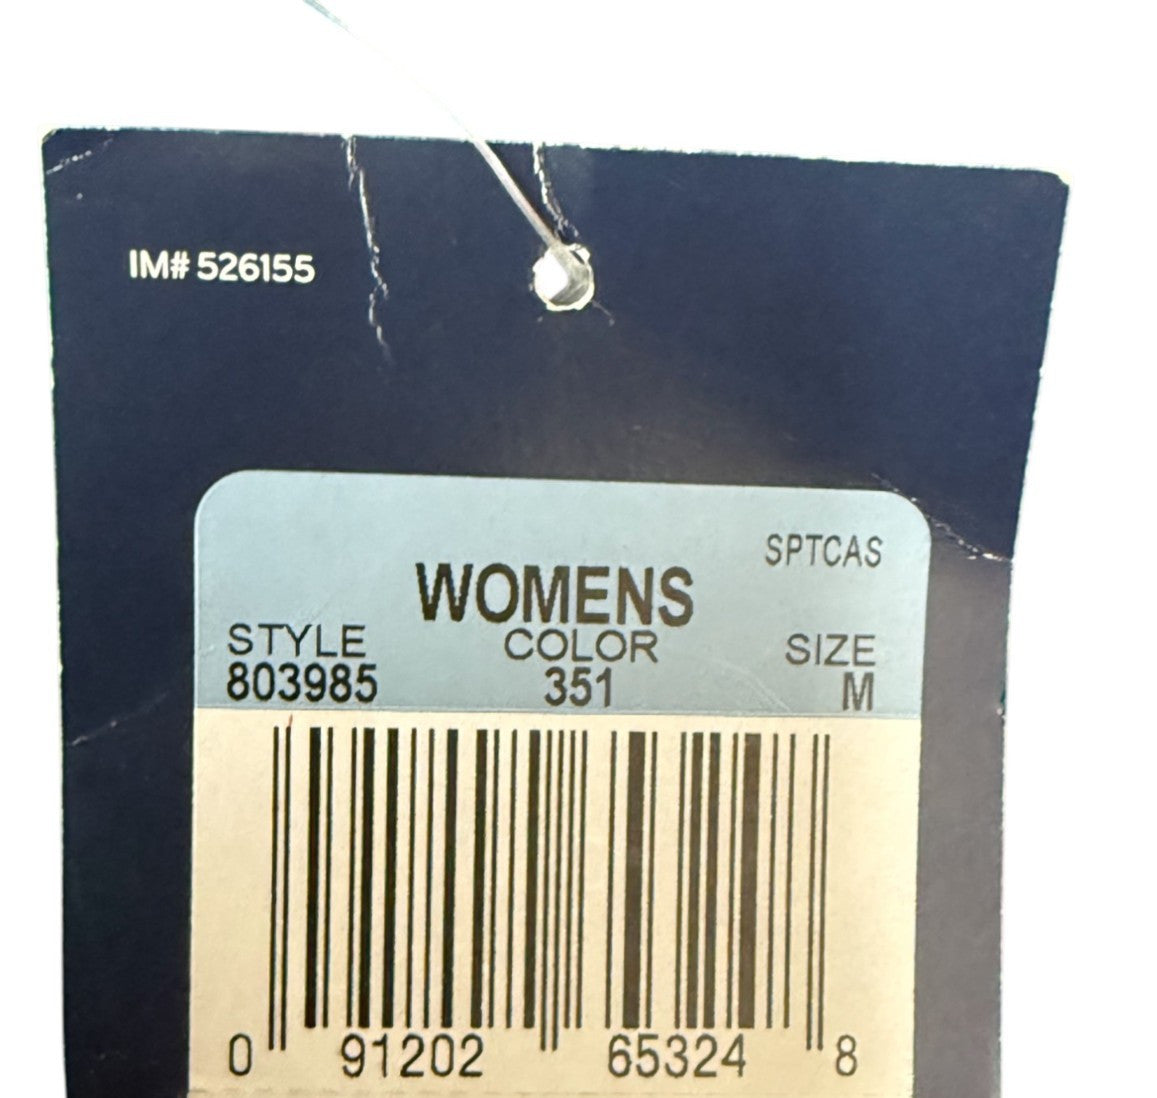 IM# 526155
SPTCAS
WOMENS
STYLE COLOR SIZE
803985 351 M
0 91202 65324 8